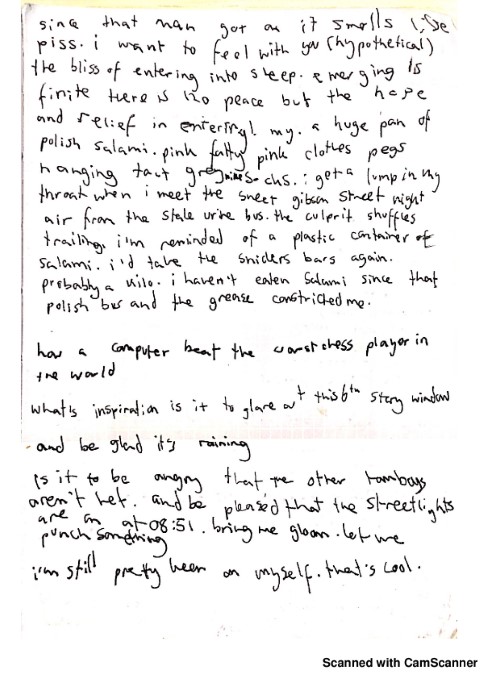 since that man got on it smells like
piss. i want to feel with you (hypothetical)
the bliss of entering into sleep. emerging is
finite there is no peace but the hope
and relief in entering! my. a huge pan of
polish salami. pink fatty pink clothes pegs
hanging taut. i get a lump in my
throat when i meet the sweet gibson street night
air from the stale urine bus. the culprit shuffles
trailing. i'm reminded of a plastic container of
salami. i'd take the sniders bars again.
probably a kilo. i haven't eaten salami since that
polish bus and the grease constricted me.
has a computer beat the worst chess player in
the world
what is inspiration is it to glare out this 6th story window
and be glad it's raining
is it to be angry that the other tomboys
aren't het. and be pleased that the streetlights
are on at 08:51. bring me gloom. let me
punch something
i'm still pretty keen on myself. that's cool.
Scanned with CamScanner